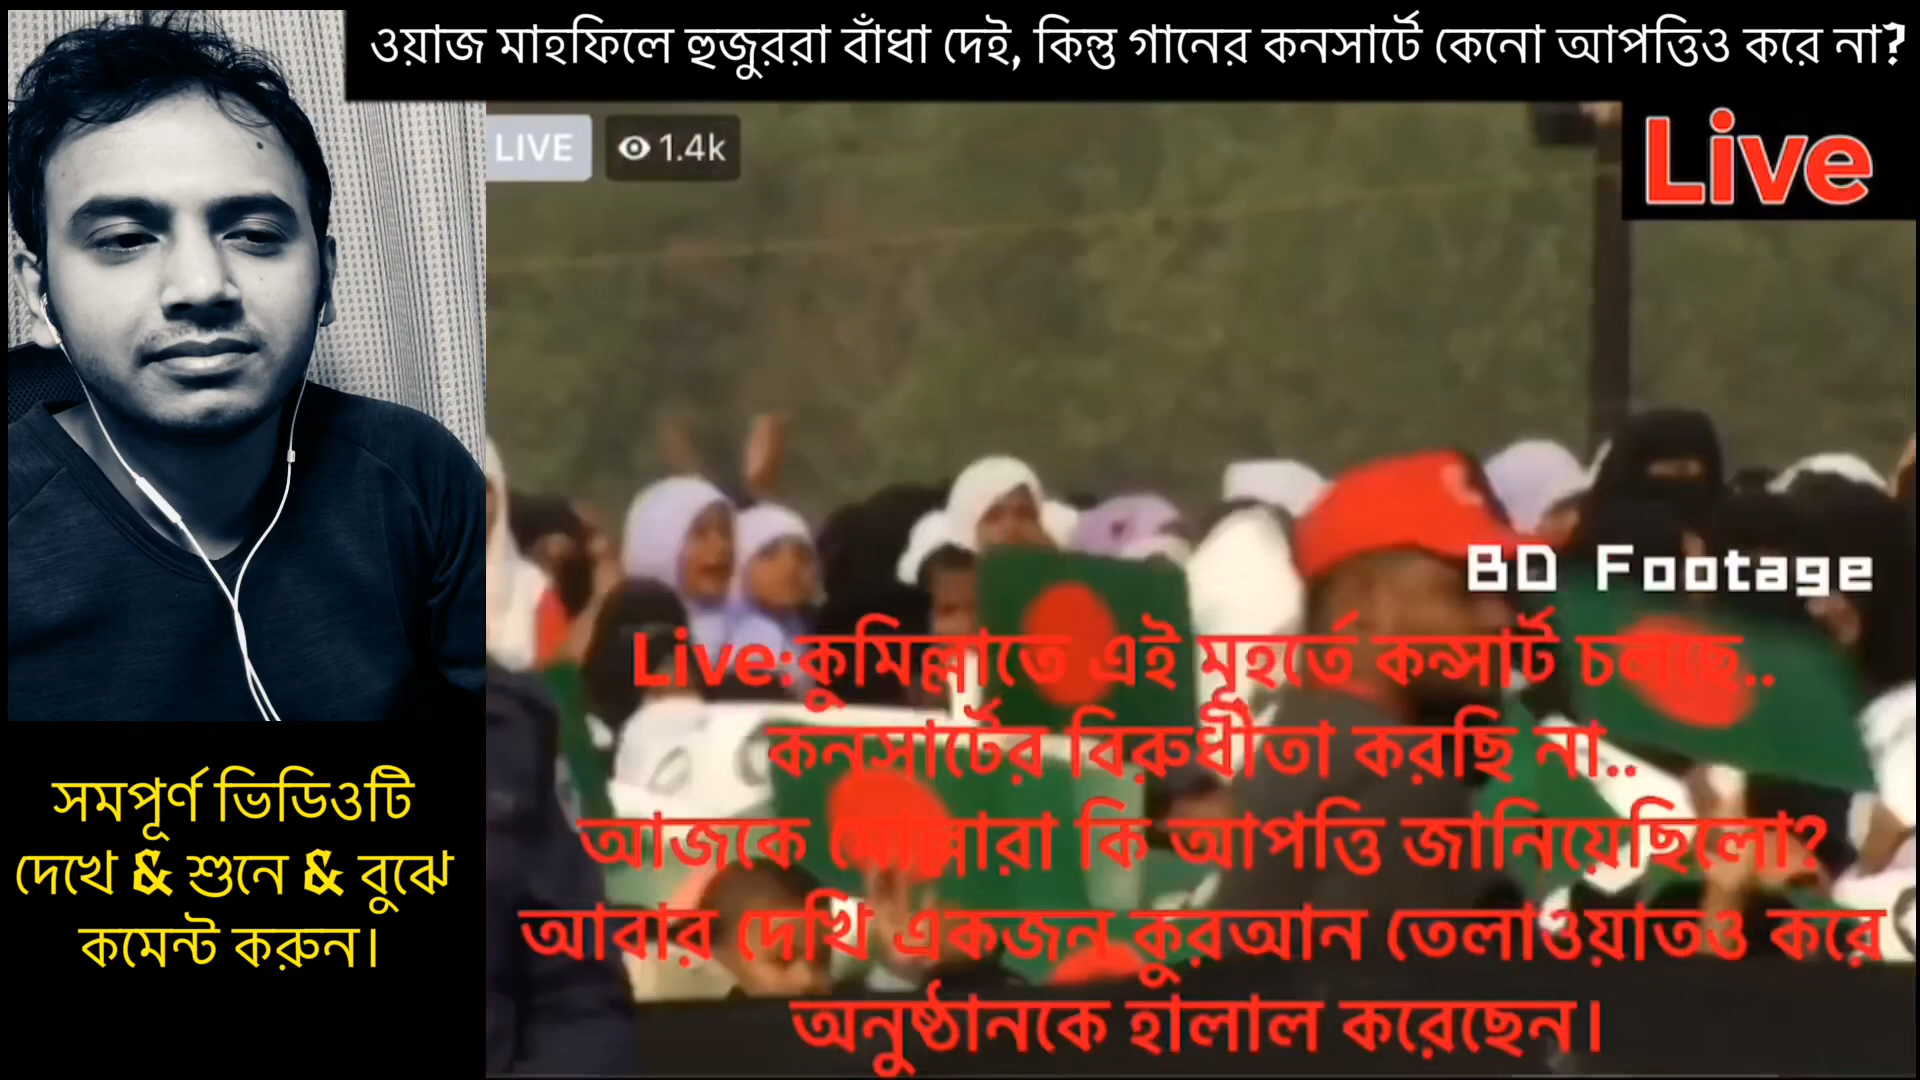 ওয়াজ মাহফিলে হুজুররা বাঁধা দেই, কিন্তু গানের কনসার্টে কেনো আপত্তিও করে না?
LIVE 1.4k
Live
BD Footage
Live:কুমিল্লাতে এই মূহর্তে কন্সার্ট চলছে..
কনসার্টের বিরুধীতা করছি না..
আজকে মোল্লারা কি আপত্তি জানিয়েছিলো?
আবার দেখি একজন কুরআন তেলাওয়াতও করে
অনুষ্ঠানকে হালাল করেছেন।
সমপূর্ণ ভিডিওটি
দেখে & শুনে & বুঝে
কমেন্ট করুন।